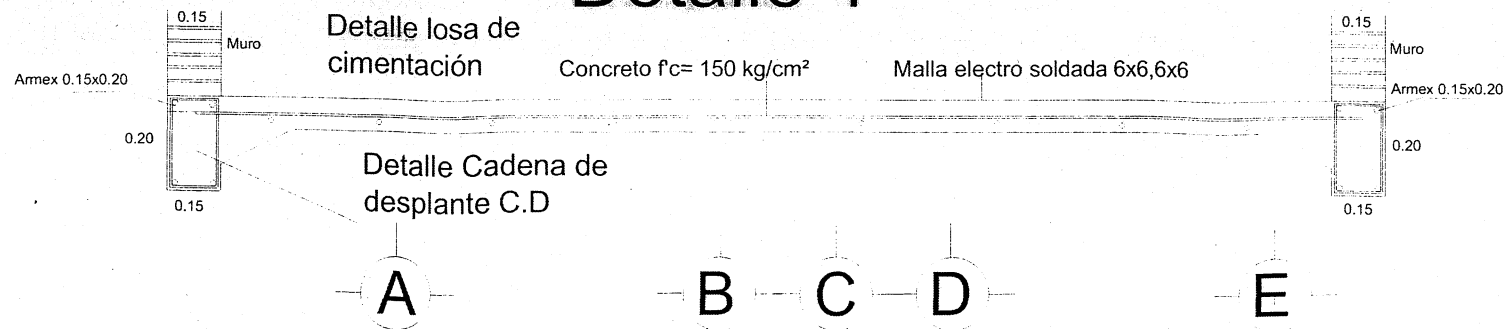 0.15
Muro
Armex 0.15x0.20
0.20
0.15
Detalle losa de
cimentación
Concreto f'c= 150 kg/cm²
Malla electro soldada 6x6,6x6
Detalle Cadena de
desplante C.D
0.15
Muro
Armex 0.15x0.20
0.20
0.15
A
B
C
D
E